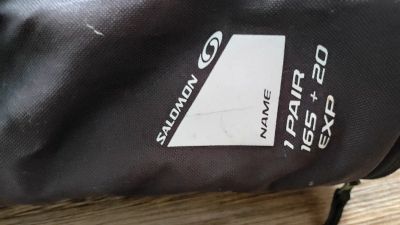 SALOMON
NAME
1 PAIR
165 + 20
EXP